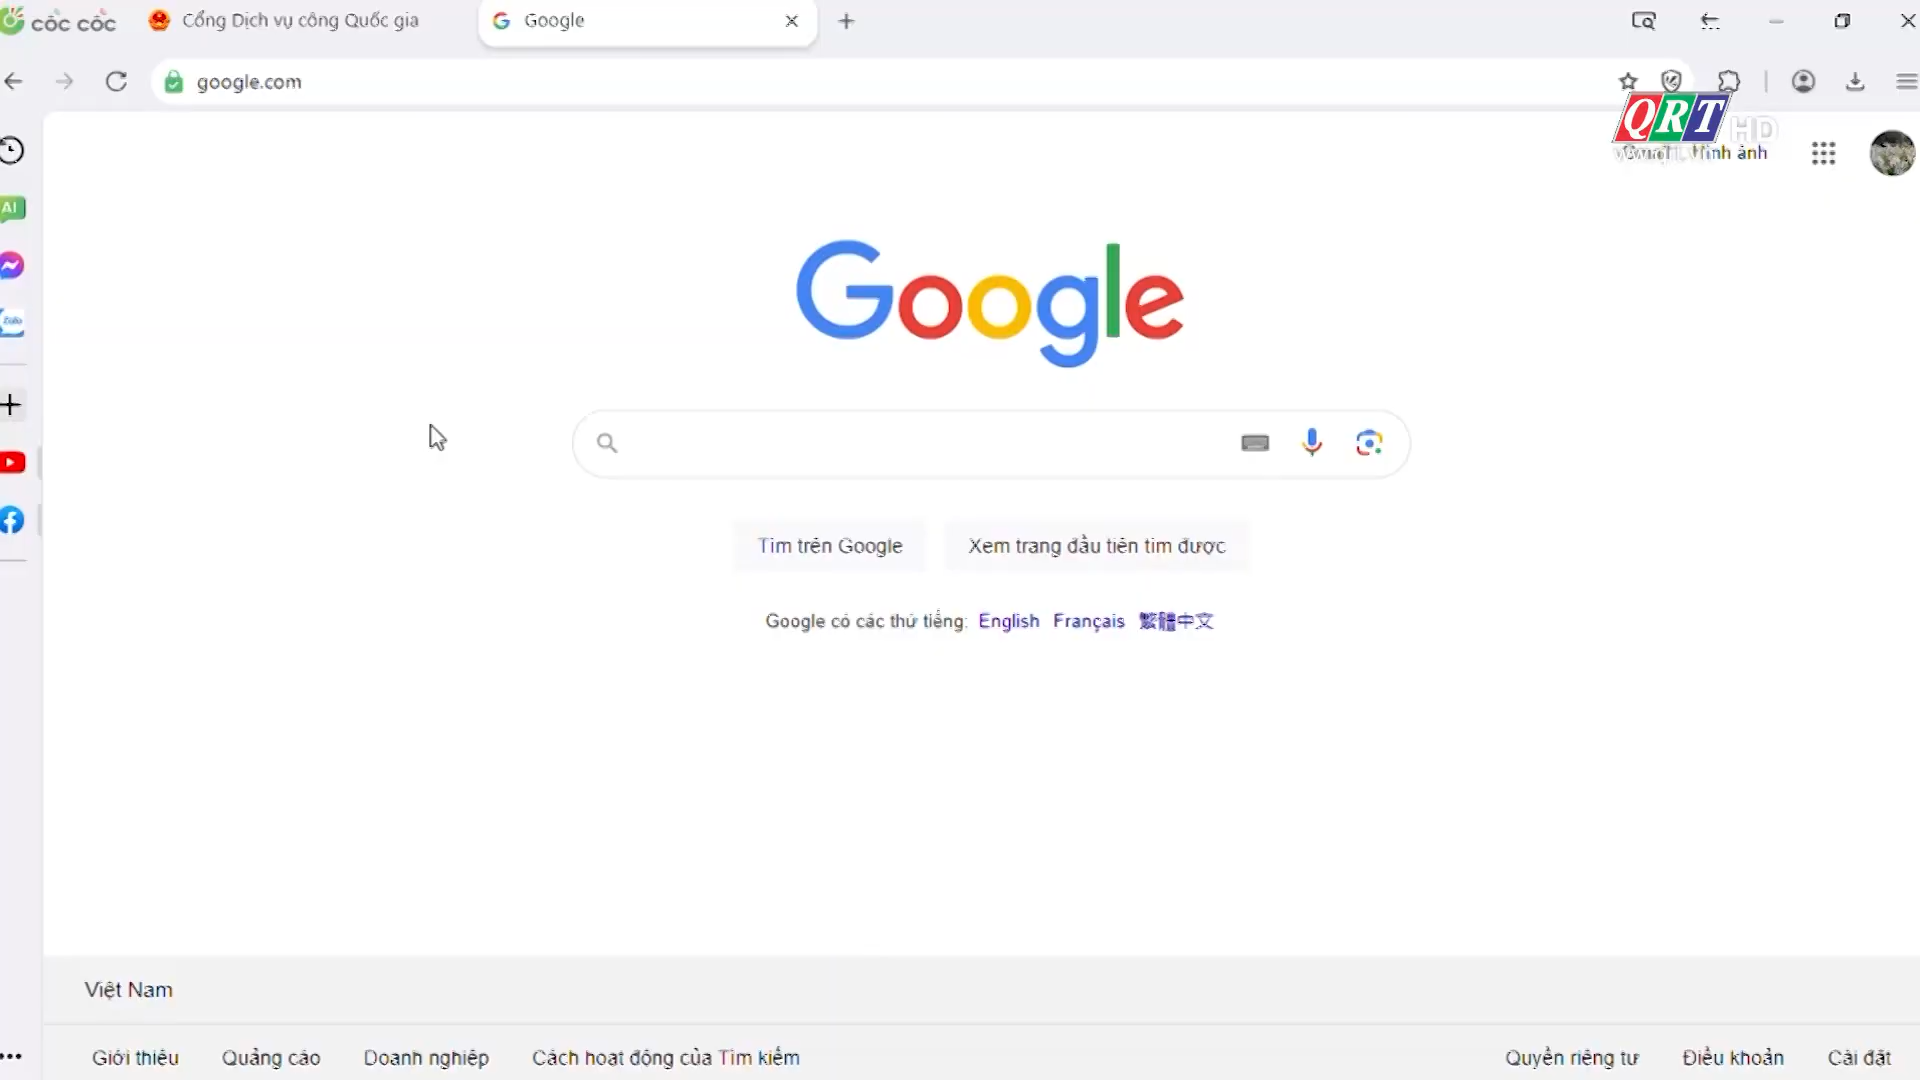 cốc cốc
Cổng Dịch vụ công Quốc gia
Google
google.com
QRT HD
Hình ảnh
AI
Zalo
Google
Tìm trên Google
Xem trang đầu tiên tìm được
Google có các thứ tiếng: English Français 繁體中文
Việt Nam
Giới thiệu Quảng cáo Doanh nghiệp Cách hoạt động của Tìm kiếm
Quyền riêng tư Điều khoản Cài đặt